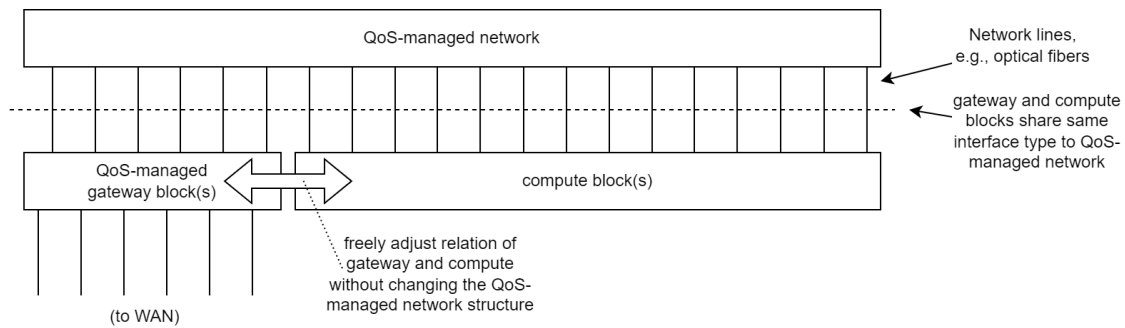 QoS-managed network
Network lines,
e.g., optical fibers
gateway and compute
blocks share same
interface type to QoS-
managed network
QoS-managed
gateway block(s)
compute block(s)
freely adjust relation of
gateway and compute
without changing the QoS-
managed network structure
(to WAN)